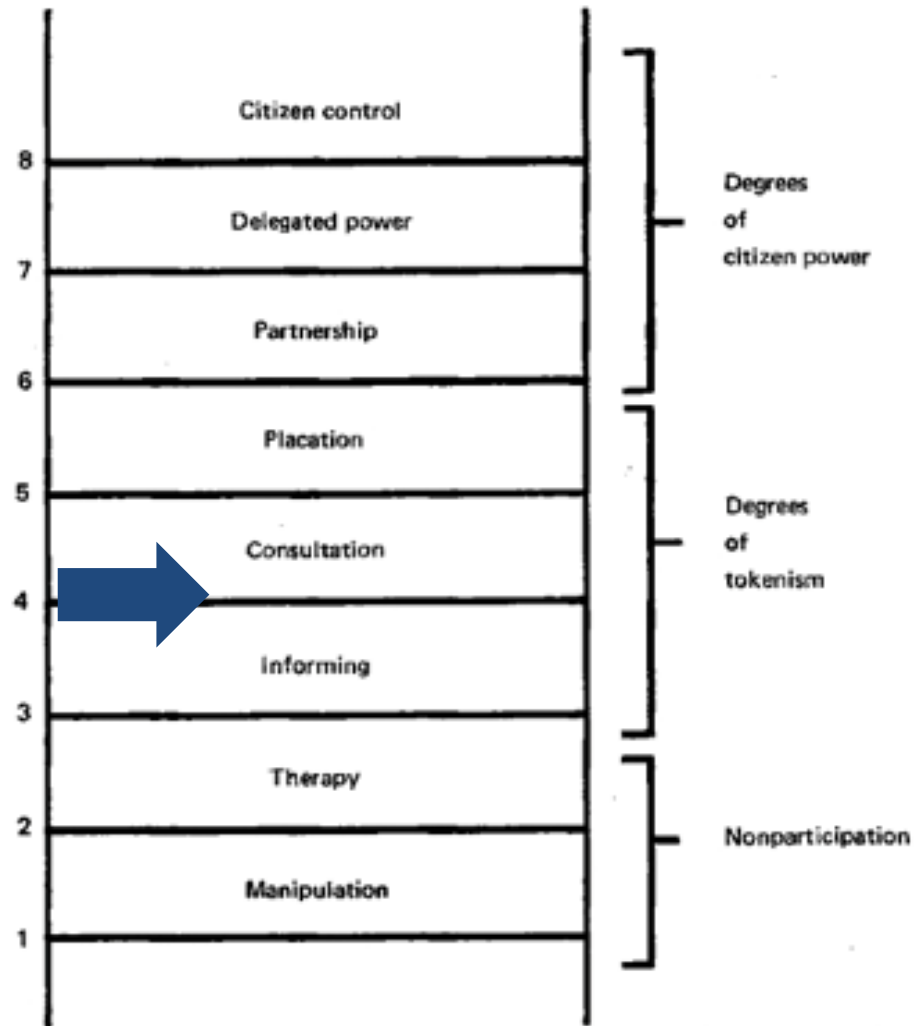 Citizen control
8
Delegated power
7
Partnership
6
Placation
5
Consultation
4
Informing
3
Therapy
2
Manipulation
1
Degrees
of
citizen power
Degrees
of
tokenism
Nonparticipation